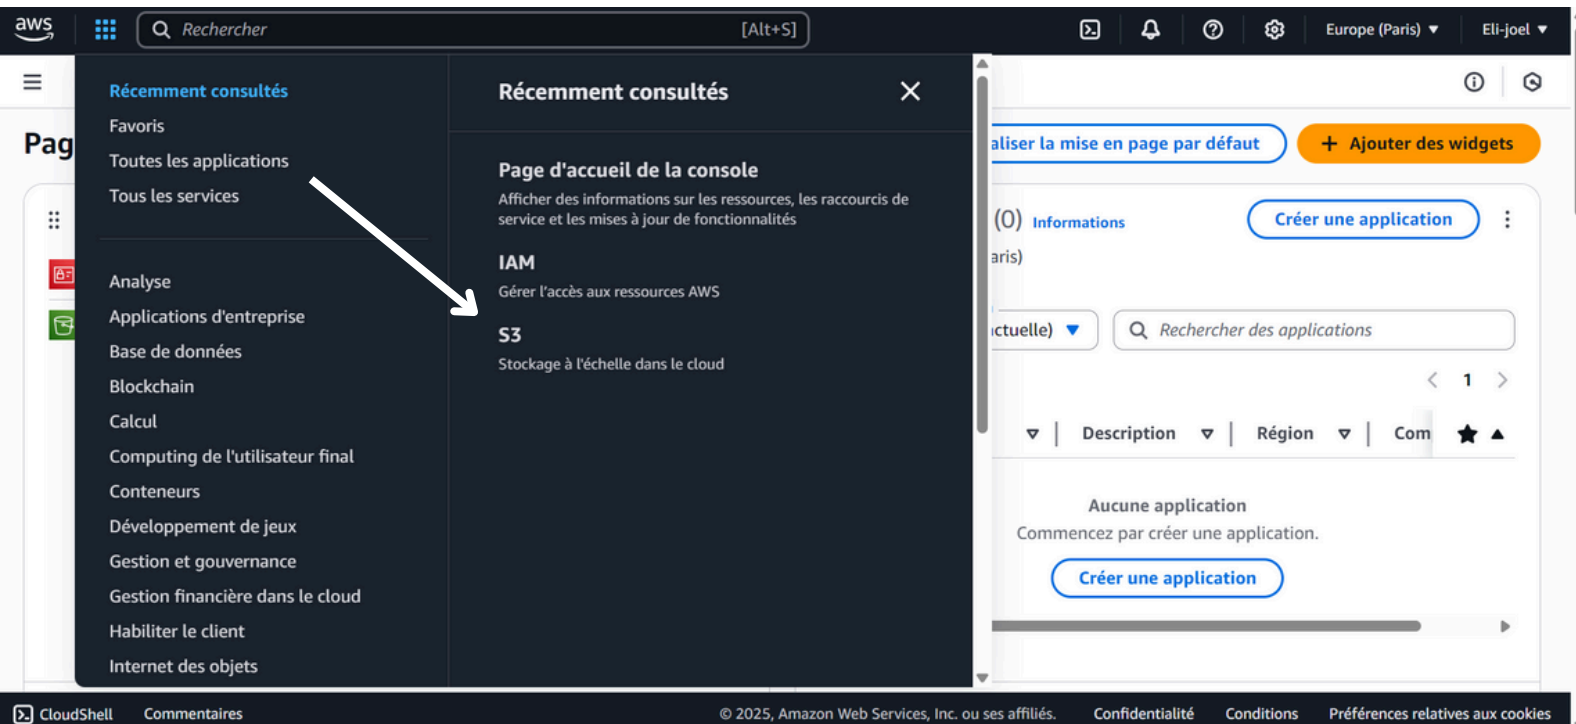 aws
Rechercher
[Alt+S]
Europe (Paris)
Eli-joel
Pag
Récemment consultés
Favoris
Toutes les applications
Tous les services
Analyse
Applications d'entreprise
Base de données
Blockchain
Calcul
Computing de l'utilisateur final
Conteneurs
Développement de jeux
Gestion et gouvernance
Gestion financière dans le cloud
Habiliter le client
Internet des objets
Récemment consultés
Page d'accueil de la console
Afficher des informations sur les ressources, les raccourcis de
service et les mises à jour de fonctionnalités
IAM
Gérer l'accès aux ressources AWS
S3
Stockage à l'échelle dans le cloud
aliser la mise en page par défaut
+ Ajouter des widgets
(0) Informations
Créer une application
aris)
ctuelle)
Rechercher des applications
1
Description
Région
Com
Aucune application
Commencez par créer une application.
Créer une application
CloudShell
Commentaires
© 2025, Amazon Web Services, Inc. ou ses affiliés.
Confidentialité
Conditions
Préférences relatives aux cookies